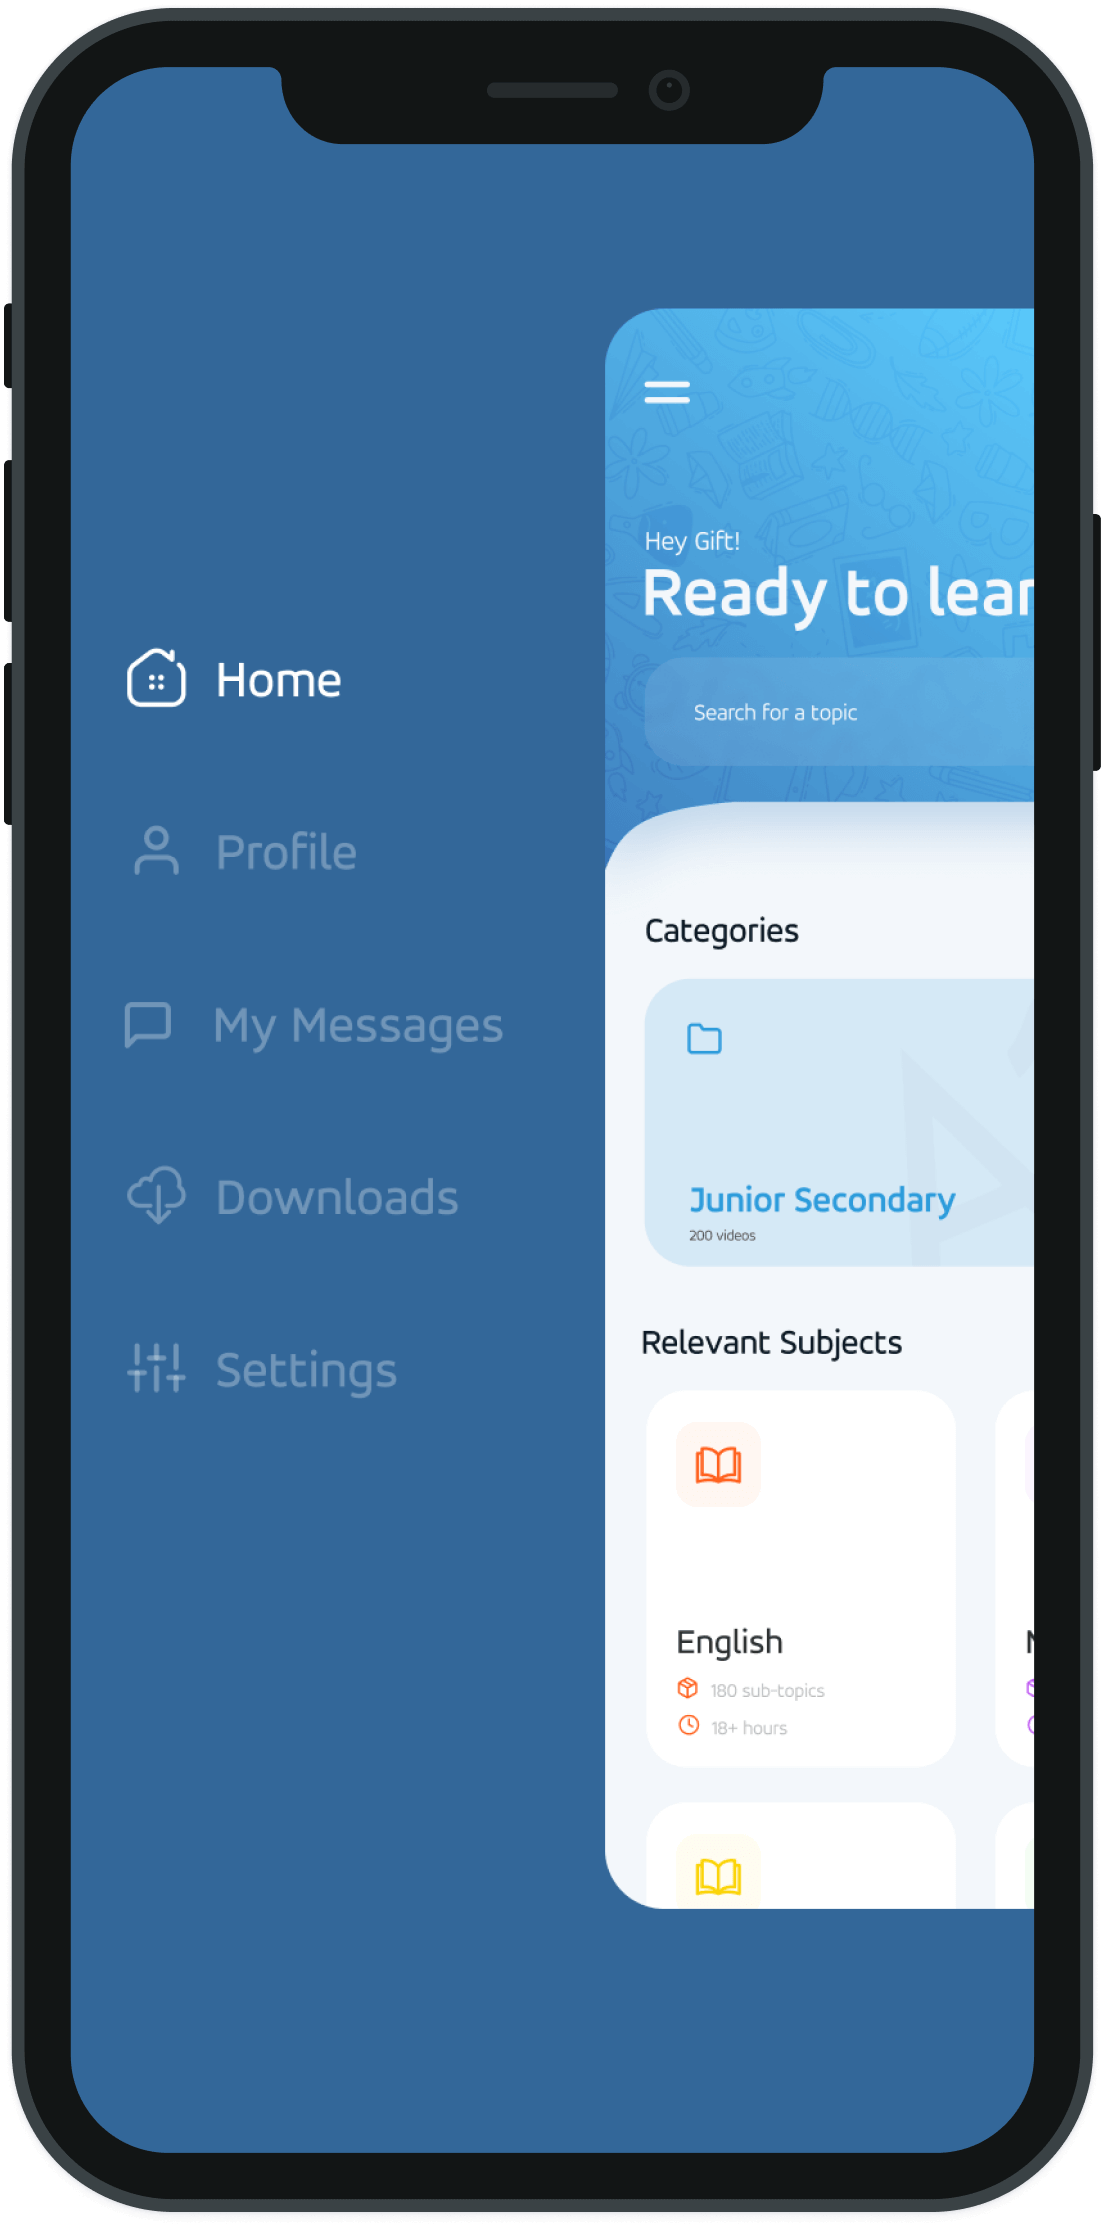 Home
Profile
My Messages
Downloads
Settings
Hey Gift!
Ready to lear
Search for a topic
Categories
Junior Secondary
200 videos
Relevant Subjects
English
180 sub-topics
18+ hours